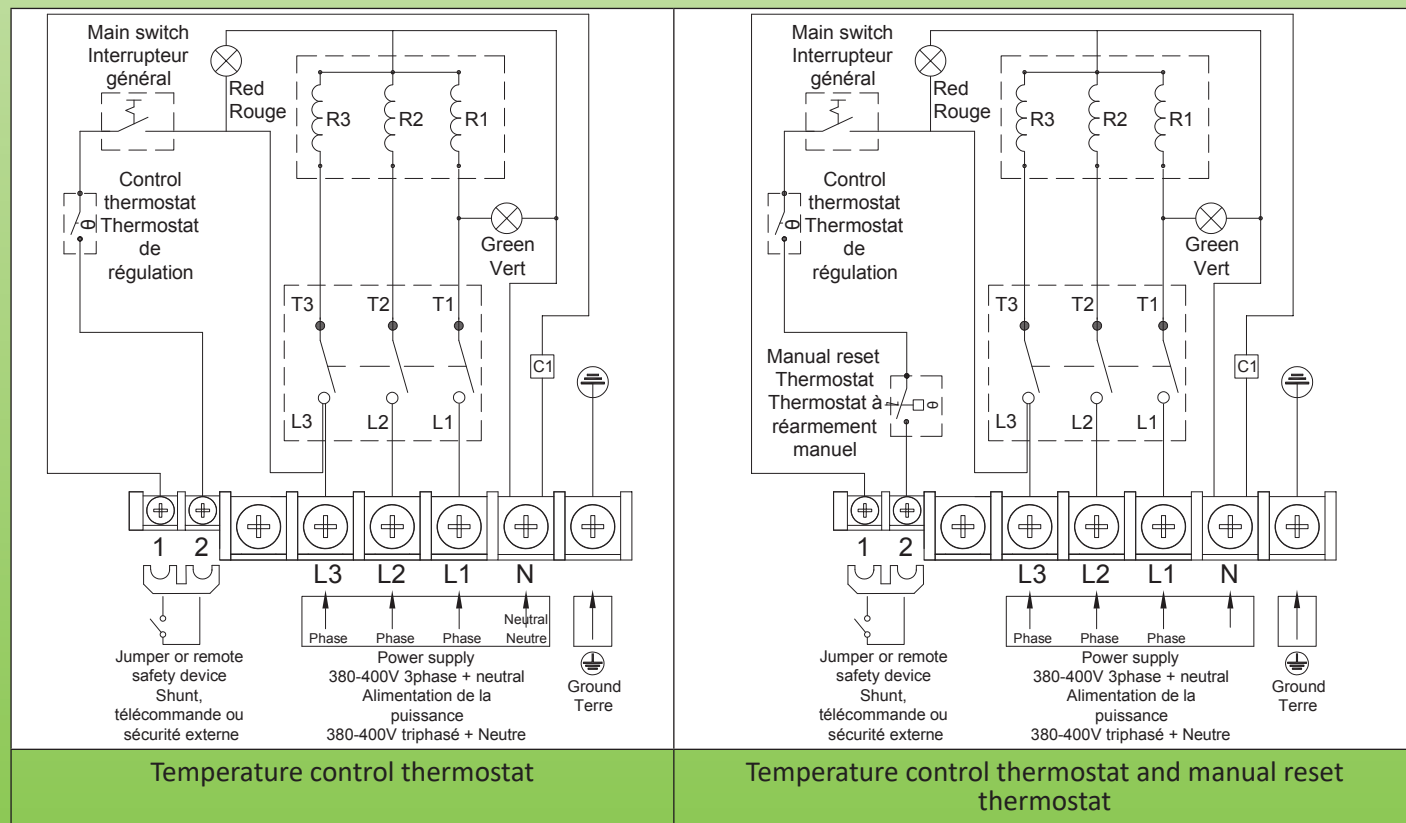 Main switch
Interrupteur
général
Red
Rouge
R3
R2
R1
Control
thermostat
Thermostat
de
régulation
θ
Green
Vert
T3
T2
T1
C1
L3
L2
L1
1
2
L3
L2
L1
N
Phase
Phase
Phase
Neutral
Neutre
Jumper or remote
safety device
Shunt,
télécommande ou
sécurité externe
Power supply
380-400V 3phase + neutral
Alimentation de la
puissance
380-400V triphasé + Neutre
Ground
Terre
Temperature control thermostat
Main switch
Interrupteur
général
Red
Rouge
R3
R2
R1
Control
thermostat
Thermostat
de
régulation
θ
Green
Vert
T3
T2
T1
Manual reset
Thermostat
Thermostat à
réarmement
manuel
θ
C1
L3
L2
L1
1
2
L3
L2
L1
N
Phase
Phase
Phase
Jumper or remote
safety device
Shunt,
télécommande ou
sécurité externe
Power supply
380-400V 3phase + neutral
Alimentation de la
puissance
380-400V triphasé + Neutre
Ground
Terre
Temperature control thermostat and manual reset
thermostat